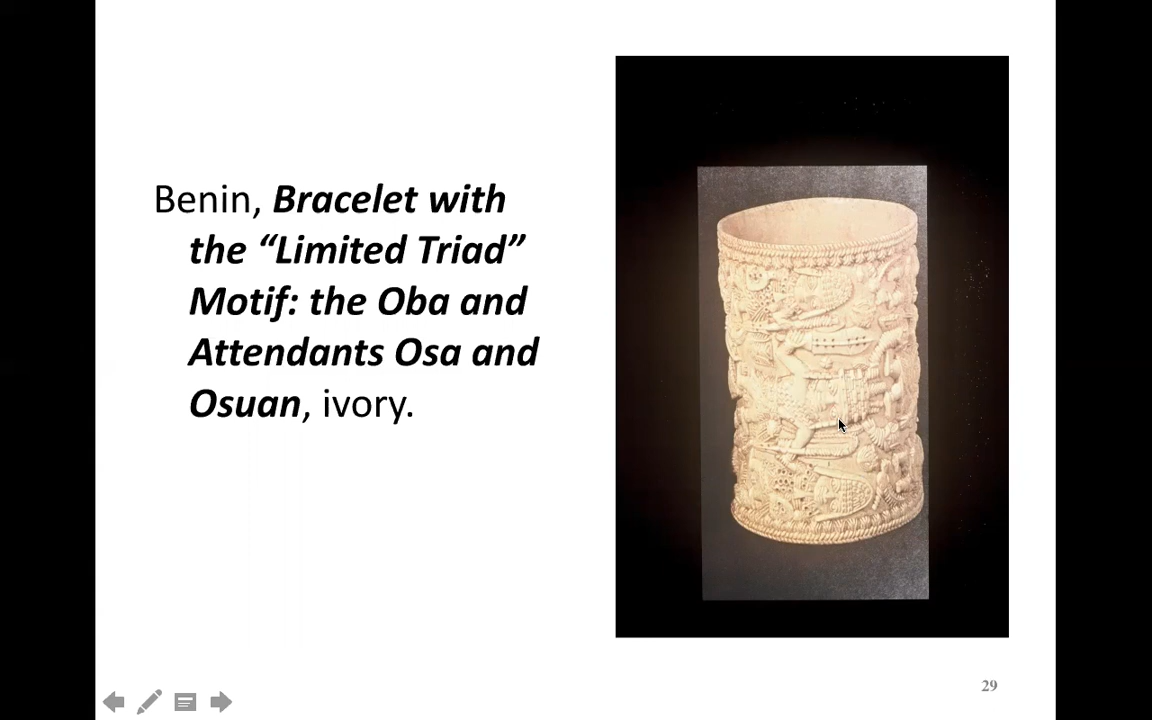 Benin, Bracelet with
the “Limited Triad”
Motif: the Oba and
Attendants Osa and
Osuan, ivory.
29